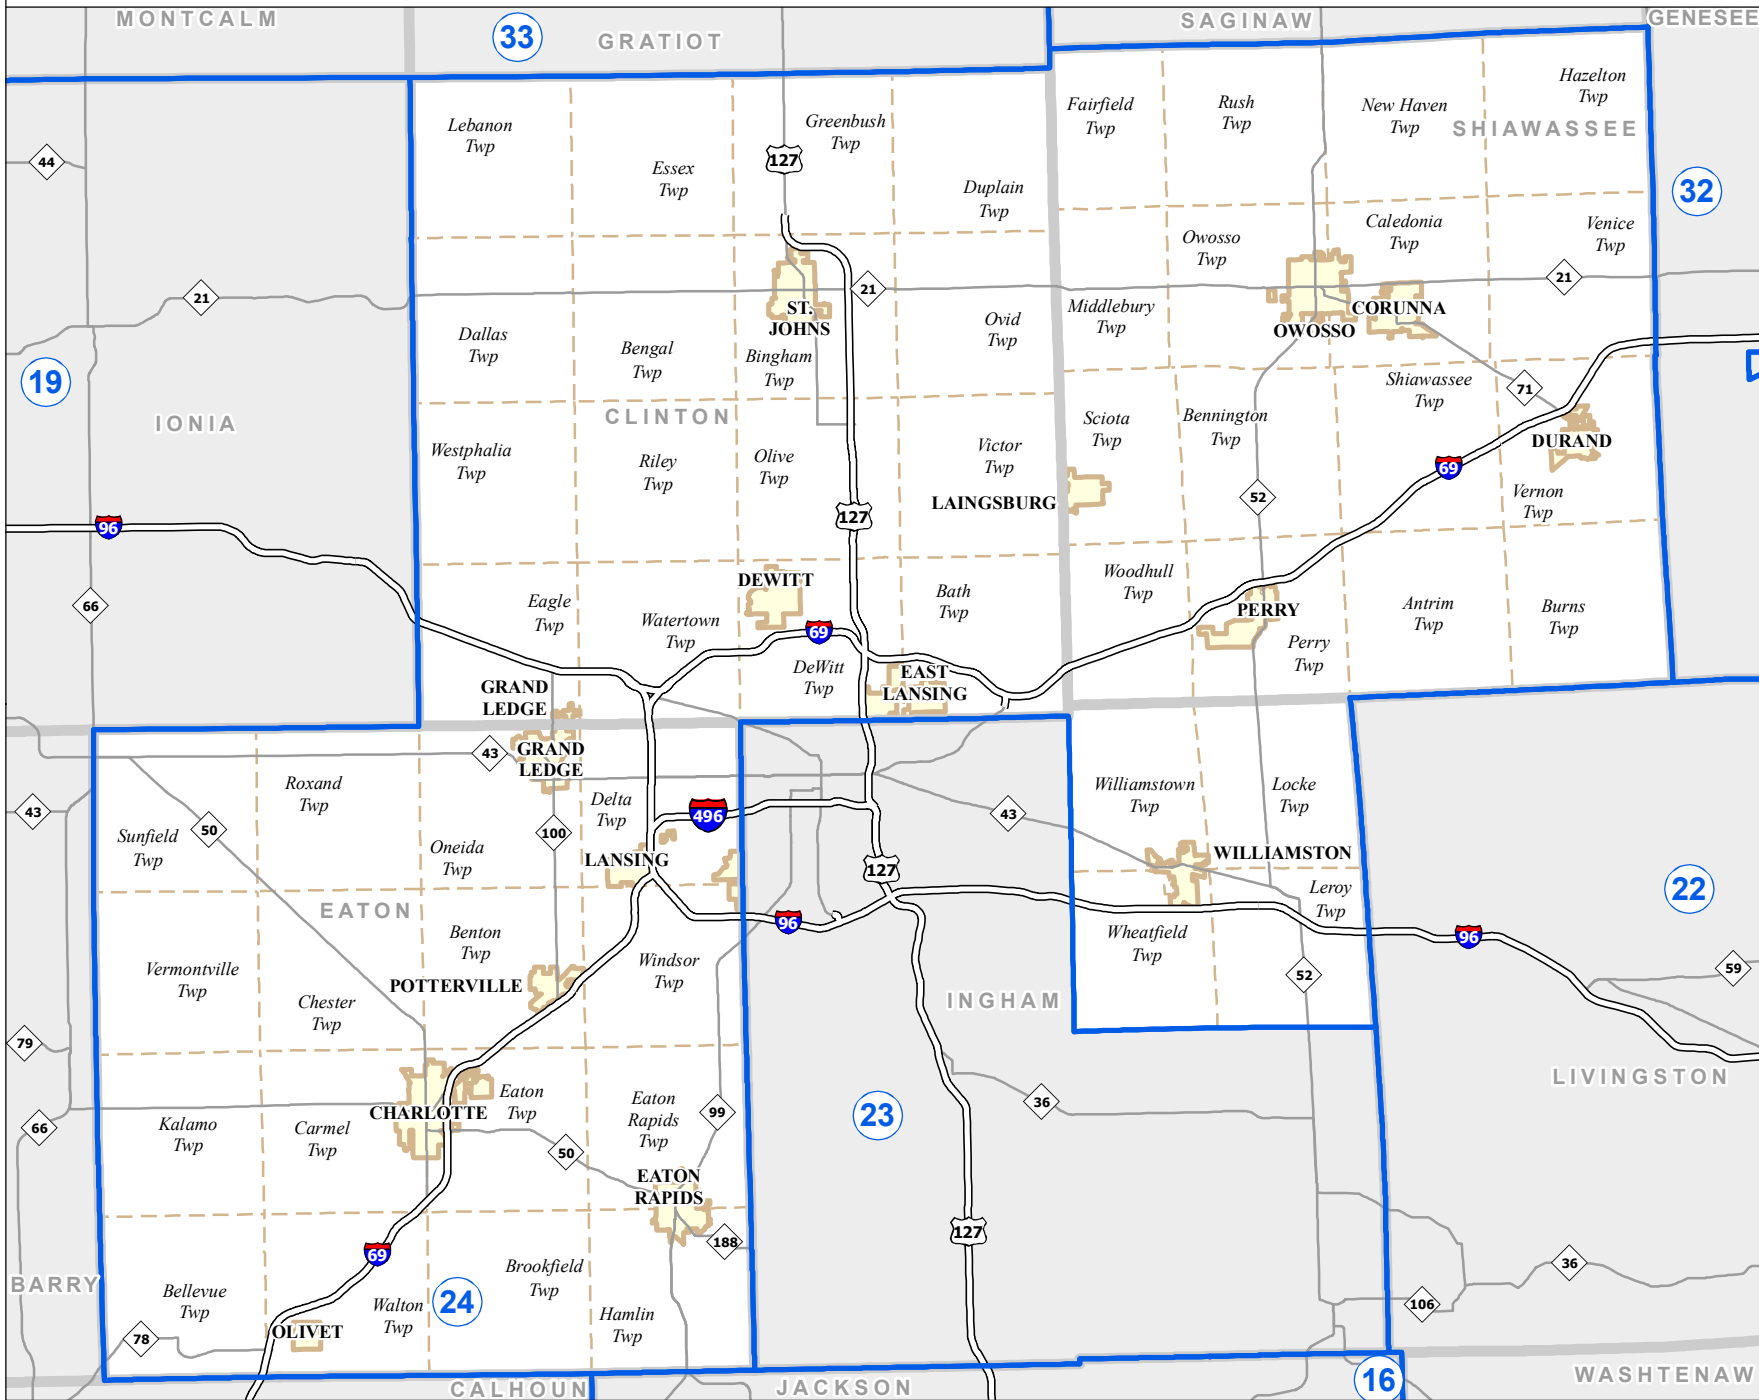 MONTCALM
33
GRATIOT
SAGINAW
GENESEE
Lebanon
Twp
Essex
Twp
127
Greenbush
Twp
Duplain
Twp
Fairfield
Twp
Rush
Twp
New Haven
Twp
Hazelton
Twp
SHIAWASSEE
44
32
Owosso
Twp
Caledonia
Twp
Venice
Twp
21
21
21
ST.
JOHNS
Middlebury
Twp
OWOSSO
CORUNNA
Dallas
Twp
Bengal
Twp
Bingham
Twp
Ovid
Twp
19
IONIA
CLINTON
Shiawassee
Twp
71
Westphalia
Twp
Riley
Twp
Olive
Twp
Victor
Twp
Sciota
Twp
Bennington
Twp
DURAND
69
LAINGSBURG
52
Vernon
Twp
96
127
66
Eagle
Twp
Watertown
Twp
DEWITT
69
DeWitt
Twp
Bath
Twp
Woodhull
Twp
PERRY
Perry
Twp
Antrim
Twp
Burns
Twp
GRAND
LEDGE
EAST
LANSING
43
GRAND
LEDGE
43
Roxand
Twp
Sunfield
Twp
50
Oneida
Twp
100
Delta
Twp
496
LANSING
43
Williamstown
Twp
Locke
Twp
WILLIAMSTON
127
22
EATON
Leroy
Twp
96
96
Benton
Twp
Windsor
Twp
Wheatfield
Twp
52
59
Vermontville
Twp
Chester
Twp
POTTERVILLE
INGHAM
79
LIVINGSTON
66
Kalamo
Twp
Carmel
Twp
CHARLOTTE
Eaton
Twp
Eaton
Rapids
Twp
99
23
36
50
EATON
RAPIDS
188
127
69
BARRY
Bellevue
Twp
Walton
Twp
24
Brookfield
Twp
Hamlin
Twp
36
106
78
OLIVET
CALHOUN
JACKSON
16
WASHTENAW